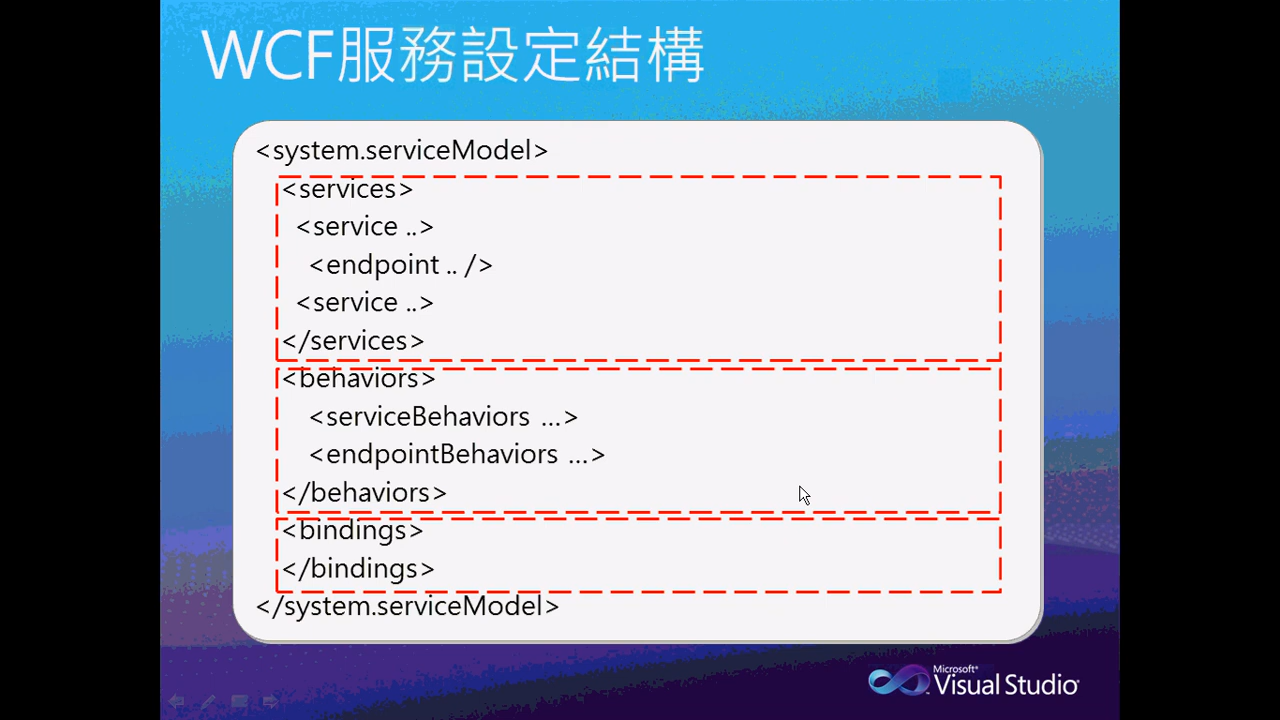 WCF服務設定結構
<system.serviceModel>
<services>
<service ..>
<endpoint .. />
<service ..>
</services>
<behaviors>
<serviceBehaviors ...>
<endpointBehaviors ...>
</behaviors>
<bindings>
</bindings>
</system.serviceModel>
Microsoft®
Visual Studio®